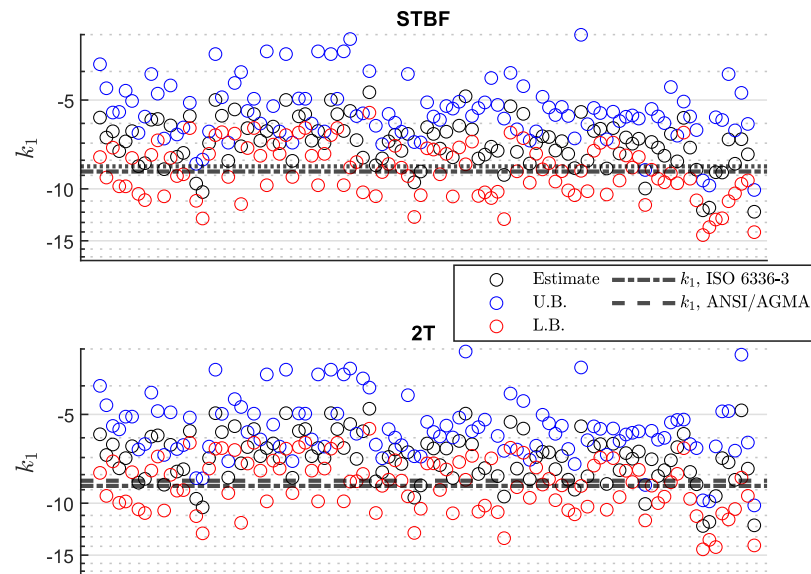 STBF
-5
-10
-15
k1
Estimate
U.B.
L.B.
k1, ISO 6336-3
k1, ANSI/AGMA
2T
-5
-10
-15
k1